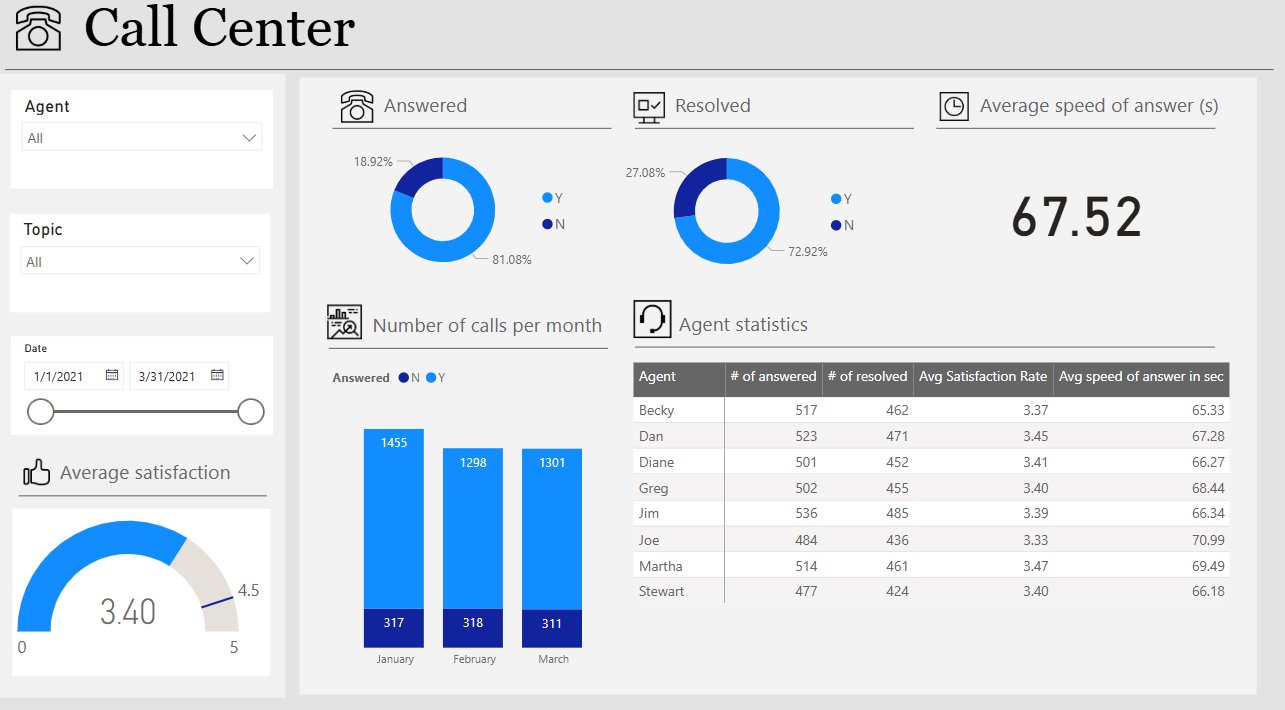 Call Center
Agent
All
Topic
All
Date
1/1/2021 3/31/2021
Average satisfaction
3.40
4.5
0
5
Answered
18.92%
Y
N
81.08%
Resolved
27.08%
Y
N
72.92%
Average speed of answer (s)
67.52
Number of calls per month
Answered N Y
1455 1298 1301
317 318 311
January February March
Agent statistics
Agent # of answered # of resolved Avg Satisfaction Rate Avg speed of answer in sec
Becky 517 462 3.37 65.33
Dan 523 471 3.45 67.28
Diane 501 452 3.41 66.27
Greg 502 455 3.40 68.44
Jim 536 485 3.39 66.34
Joe 484 436 3.33 70.99
Martha 514 461 3.47 69.49
Stewart 477 424 3.40 66.18